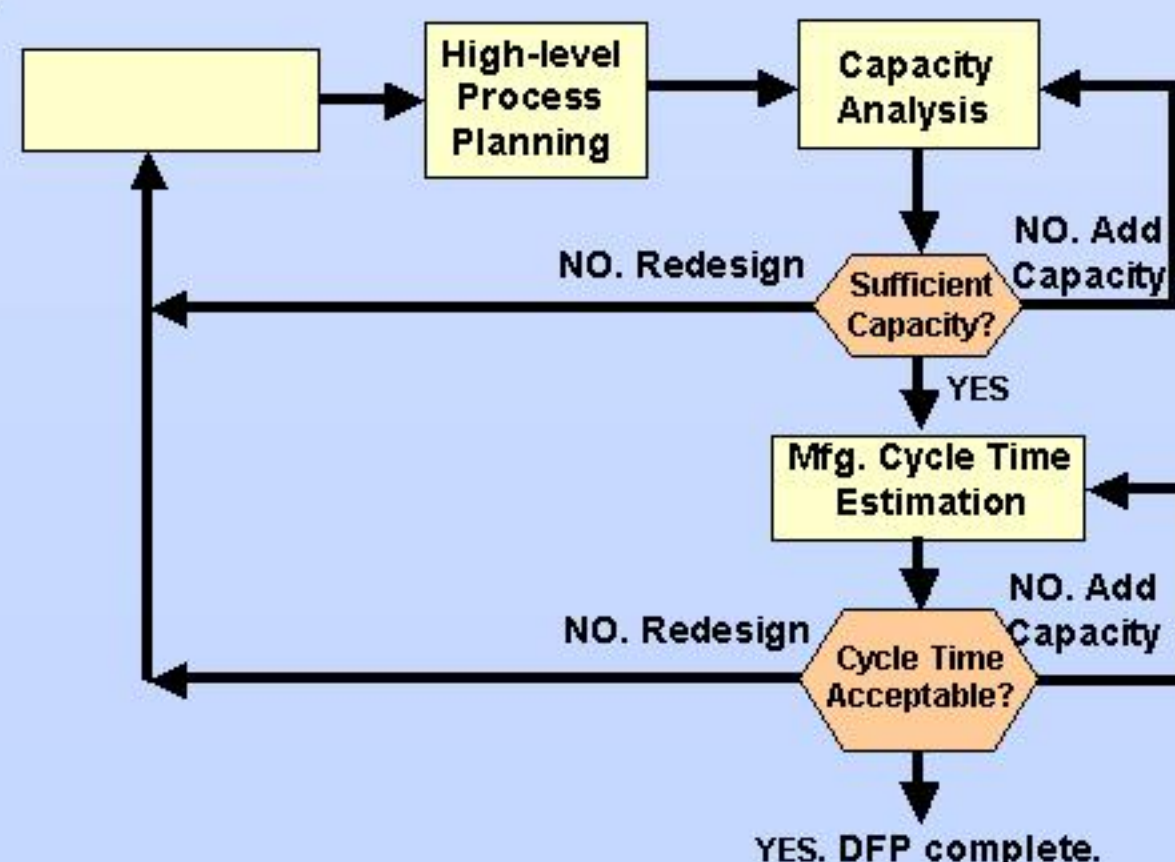 High-level
Process
Planning
Capacity
Analysis
NO. Redesign
NO. Add
Capacity
Sufficient
Capacity?
YES
Mfg. Cycle Time
Estimation
NO. Redesign
NO. Add
Capacity
Cycle Time
Acceptable?
YES. DFP complete.